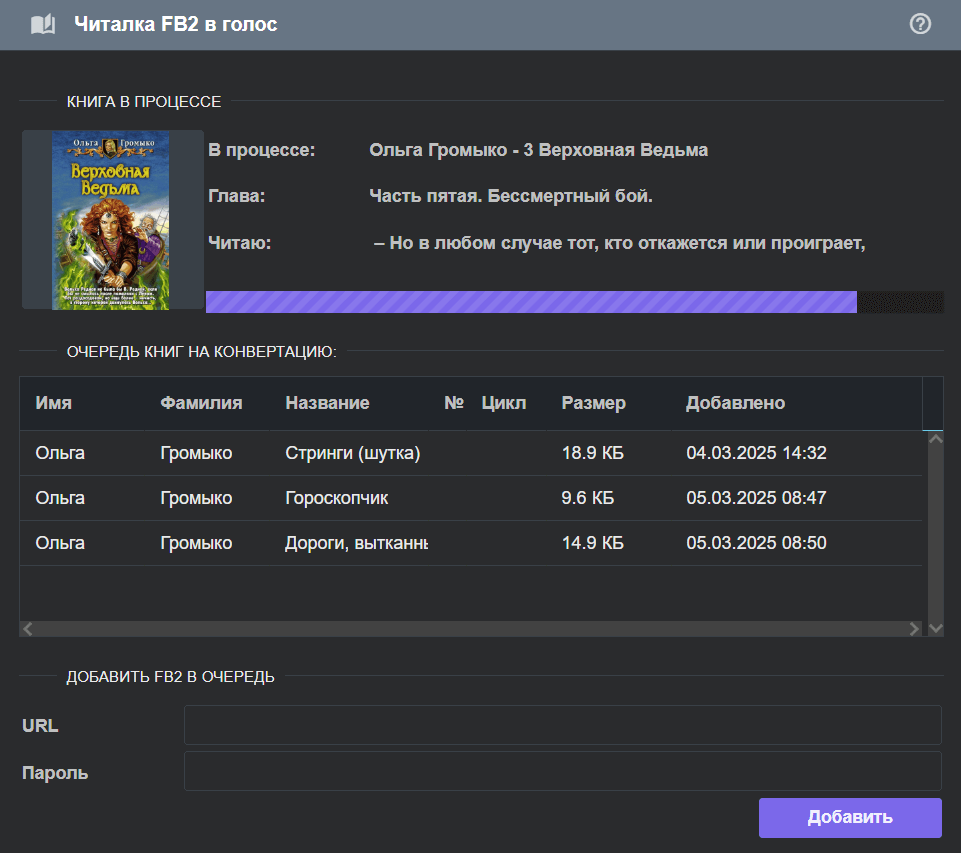 Читалка FB2 в голос
КНИГА В ПРОЦЕССЕ
Ольга Громыко
Верховная
Ведьма
В процессе: Ольга Громыко - 3 Верховная Ведьма
Глава: Часть пятая. Бессмертный бой.
Читаю: – Но в любом случае тот, кто откажется или проиграет,
ОЧЕРЕДЬ КНИГ НА КОНВЕРТАЦИЮ:
Имя Фамилия Название № Цикл Размер Добавлено
Ольга Громыко Стринги (шутка) 18.9 КБ 04.03.2025 14:32
Ольга Громыко Гороскопчик 9.6 КБ 05.03.2025 08:47
Ольга Громыко Дороги, вытканны 14.9 КБ 05.03.2025 08:50
ДОБАВИТЬ FB2 В ОЧЕРЕДЬ
URL
Пароль
Добавить